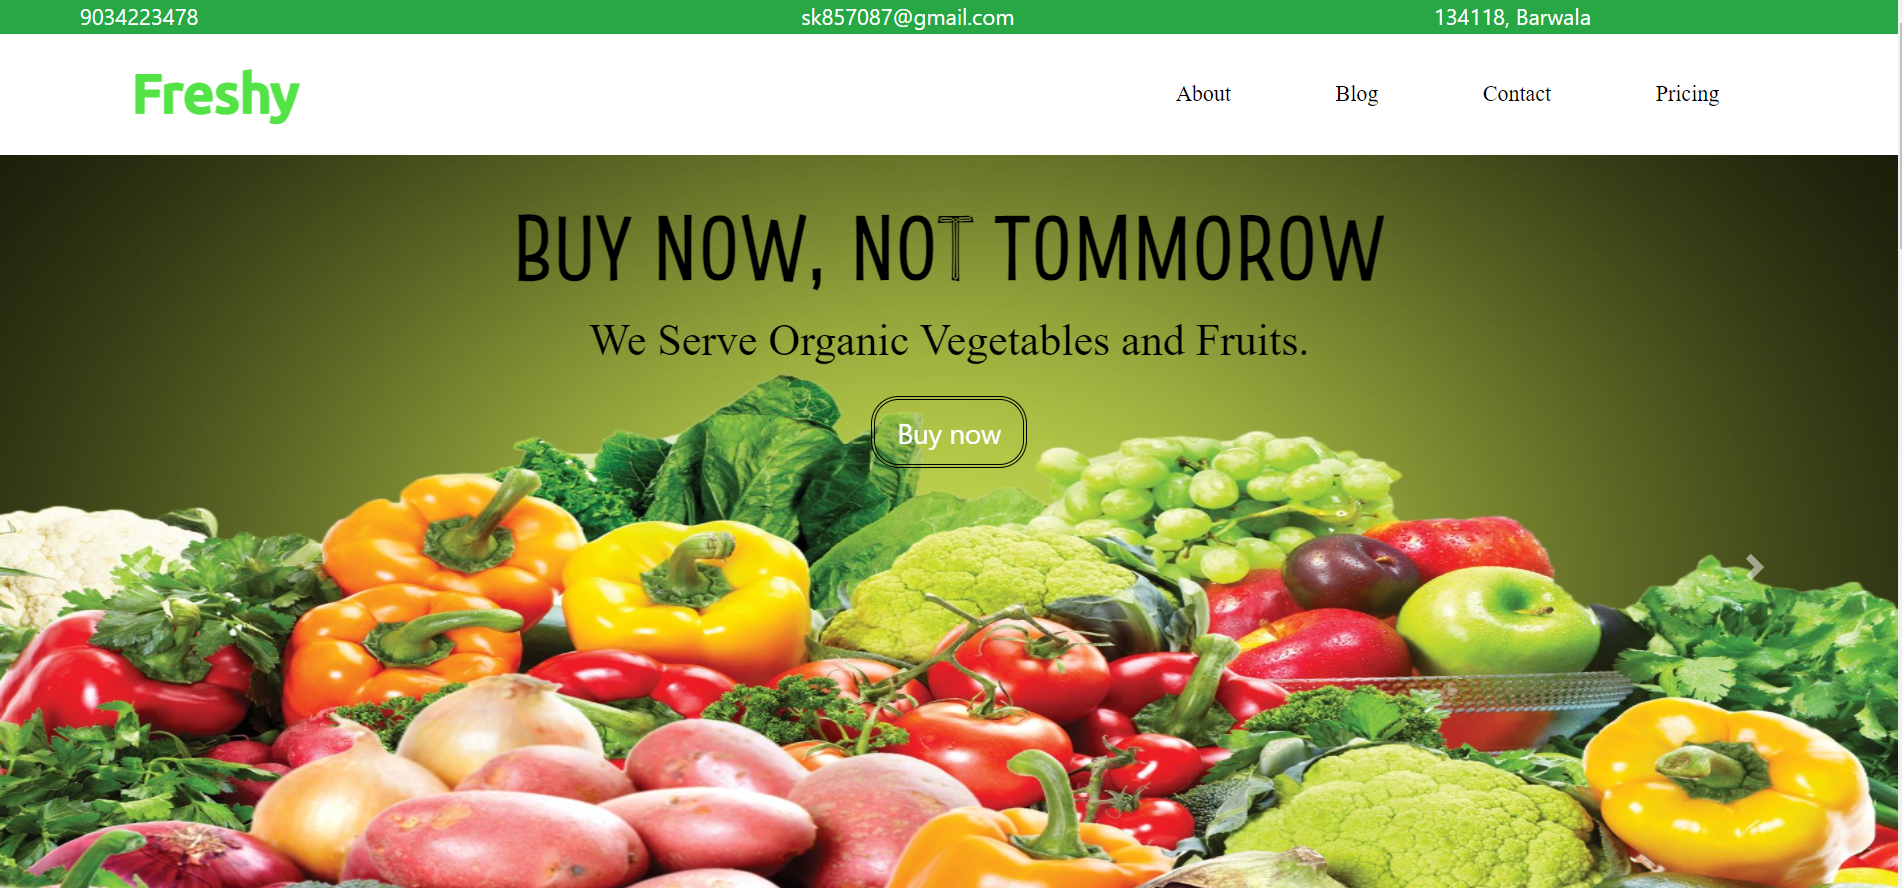 9034223478 sk857087@gmail.com 134118, Barwala
Freshy About Blog Contact Pricing
BUY NOW, NOT TOMMOROW
We Serve Organic Vegetables and Fruits.
Buy now